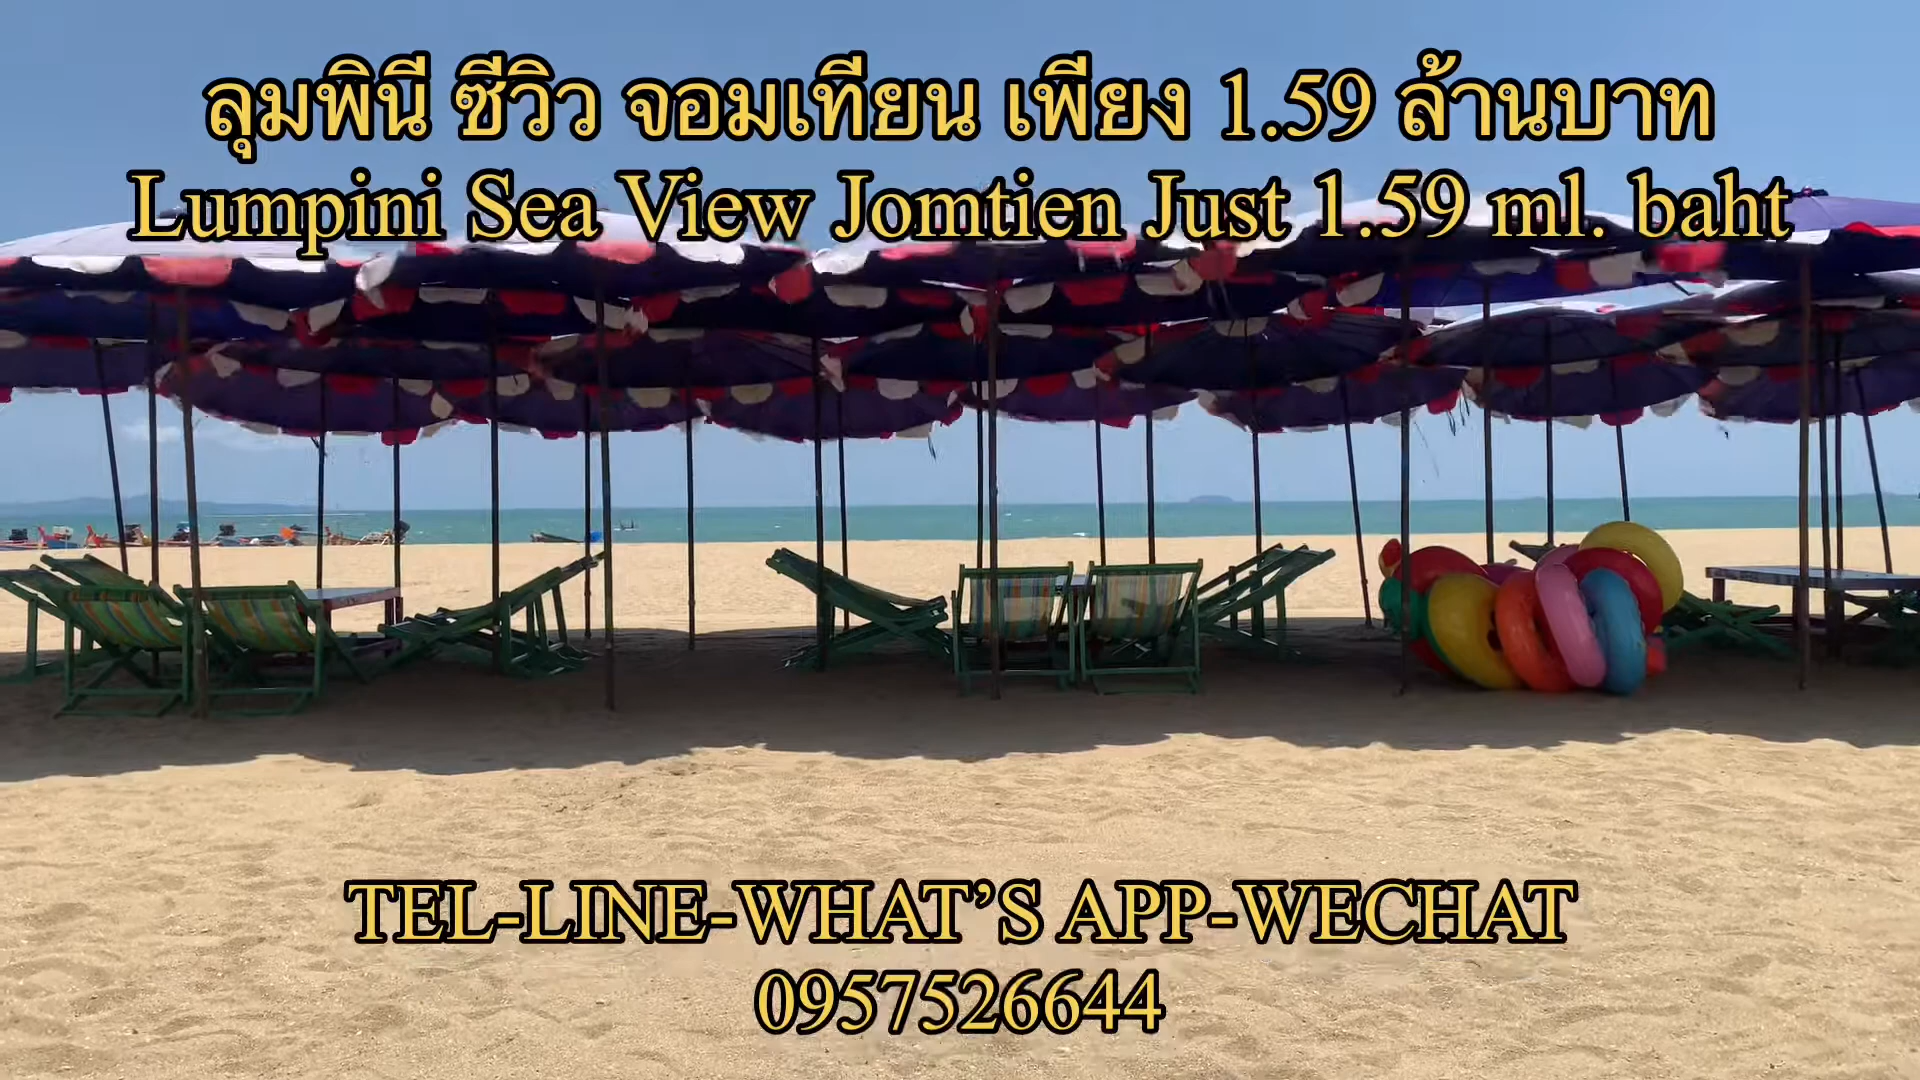 ลุมพินี ซีวิว จอมเทียน เพียง 1.59 ล้านบาท
Lumpini Sea View Jomtien Just 1.59 ml. baht
TEL-LINE-WHAT’S APP-WECHAT
0957526644